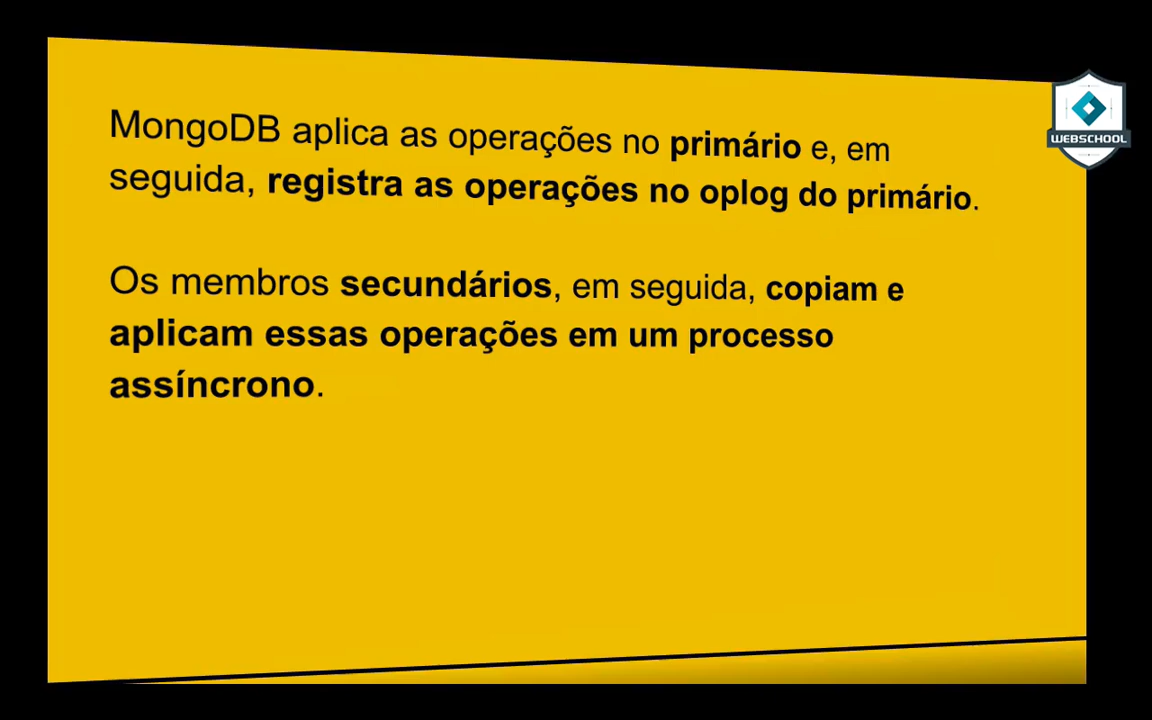 MongoDB aplica as operações no primário e, em
seguida, registra as operações no oplog do primário.
Os membros secundários, em seguida, copiam e
aplicam essas operações em um processo
assíncrono.
WEBSCHOOL